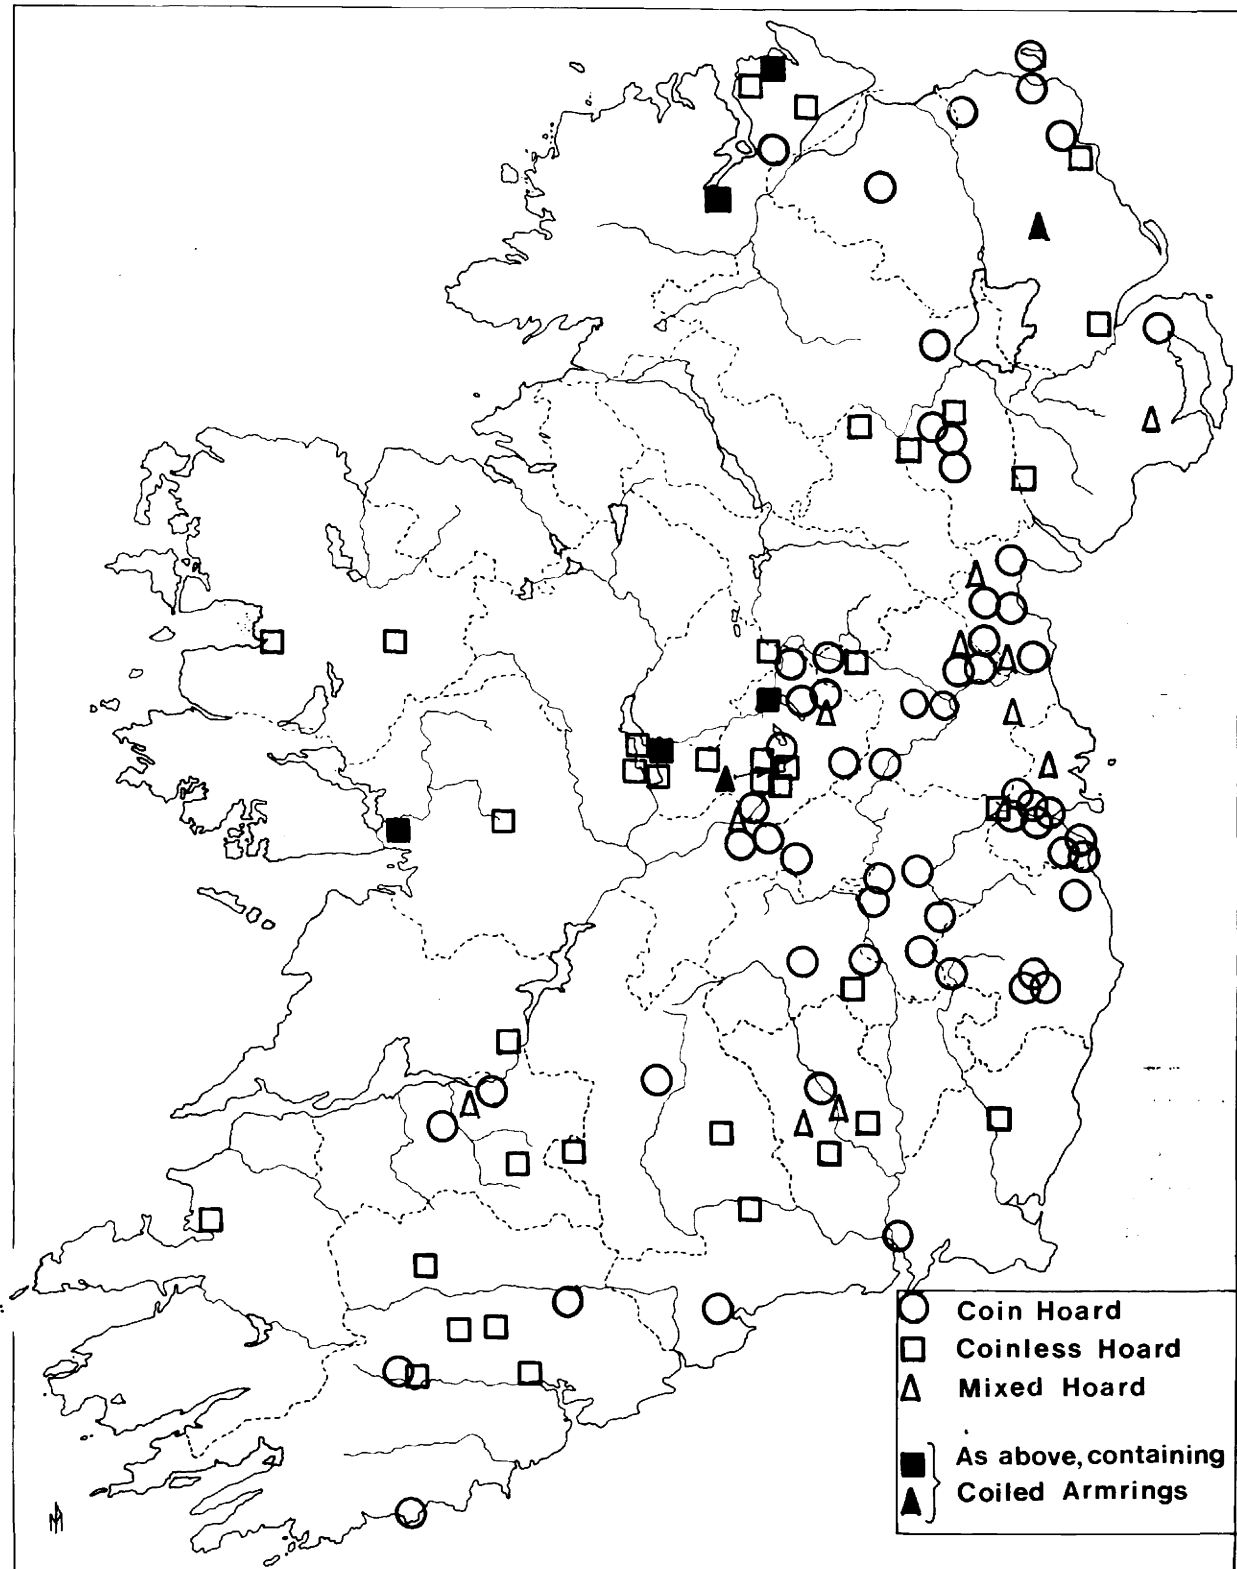 Coin Hoard
Coinless Hoard
Mixed Hoard
As above, containing
Coiled Armrings